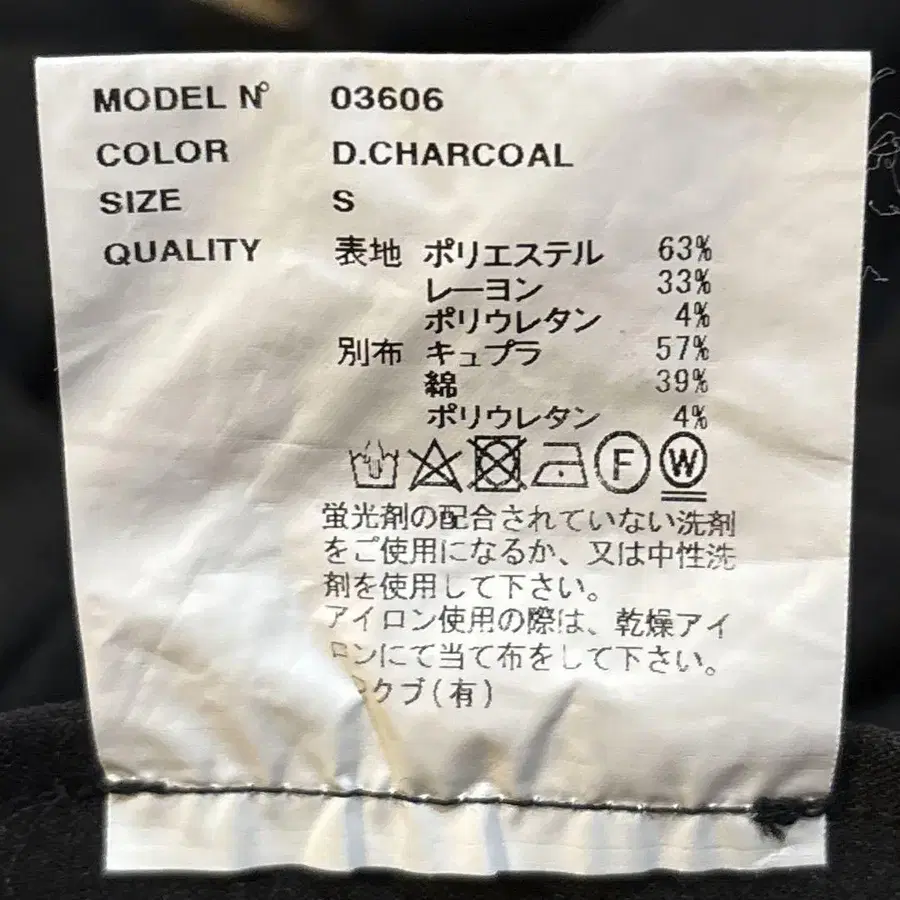 MODEL Nº 03606
COLOR D.CHARCOAL
SIZE S
QUALITY 表地 ポリエステル 63%
レーヨン 33%
ポリウレタン 4%
別布 キュプラ 57%
綿 39%
ポリウレタン 4%
F W
蛍光剤の配合されていない洗剤
をご使用になるか、又は中性洗
剤を使用して下さい。
アイロン使用の際は、乾燥アイ
ロンにて当て布をして下さい。
クブ(有)